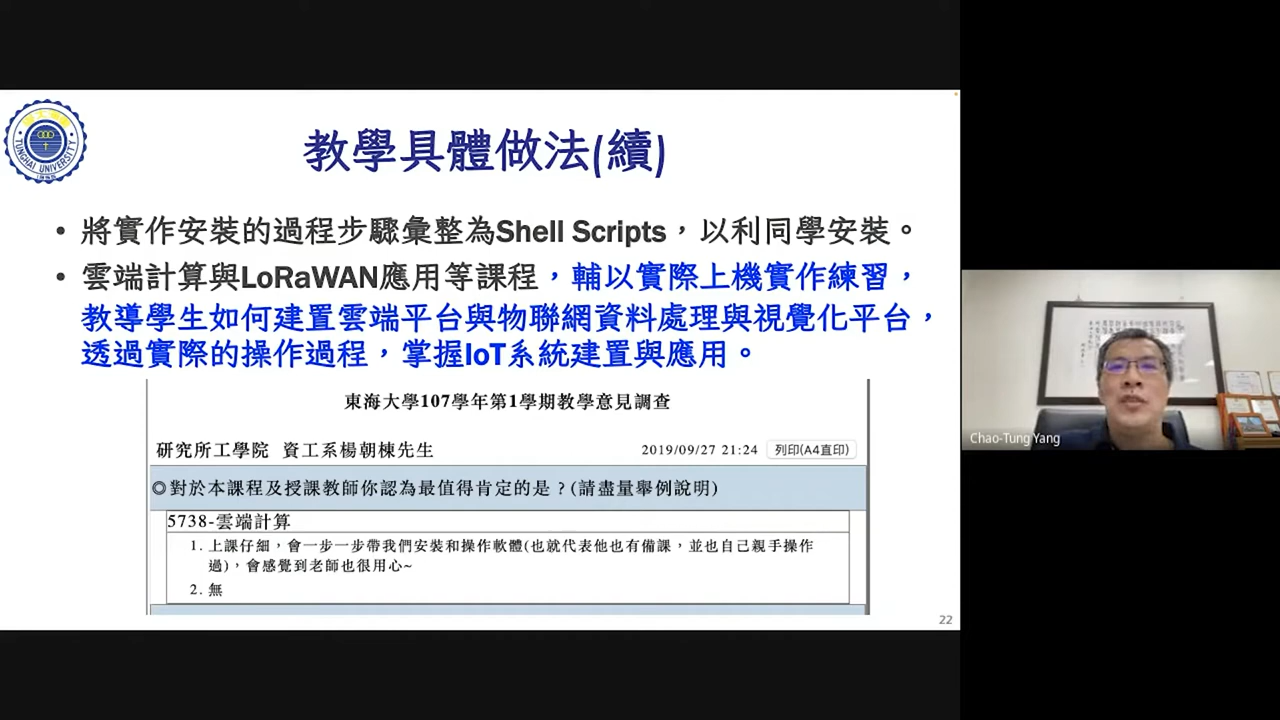 TUNGHAI UNIVERSITY
教學具體做法(續)
• 將實作安裝的過程步驟彙整為Shell Scripts，以利同學安裝。
• 雲端計算與LoRaWAN應用等課程，輔以實際上機實作練習，
教導學生如何建置雲端平台與物聯網資料處理與視覺化平台，
透過實際的操作過程，掌握IoT系統建置與應用。
東海大學107學年第1學期教學意見調查
研究所工學院 資工系楊朝棟先生 2019/09/27 21:24 列印(A4直印)
◎對於本課程及授課教師你認為最值得肯定的是？(請盡量舉例說明)
5738-雲端計算
1. 上課仔細，會一步一步帶我們安裝和操作軟體(也就代表他也有備課，並也自己親手操作
過)，會感覺到老師也很用心~
2. 無
22
Chao-Tung Yang